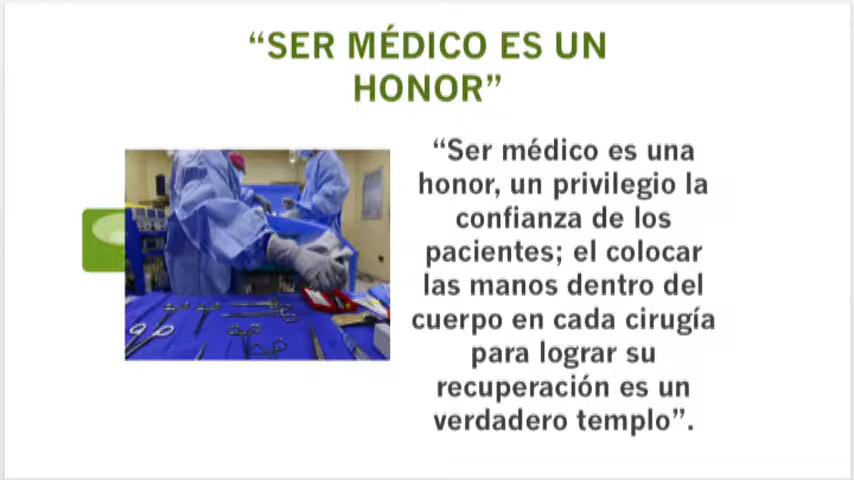 “SER MÉDICO ES UN
HONOR”
“Ser médico es una
honor, un privilegio la
confianza de los
pacientes; el colocar
las manos dentro del
cuerpo en cada cirugía
para lograr su
recuperación es un
verdadero templo”.